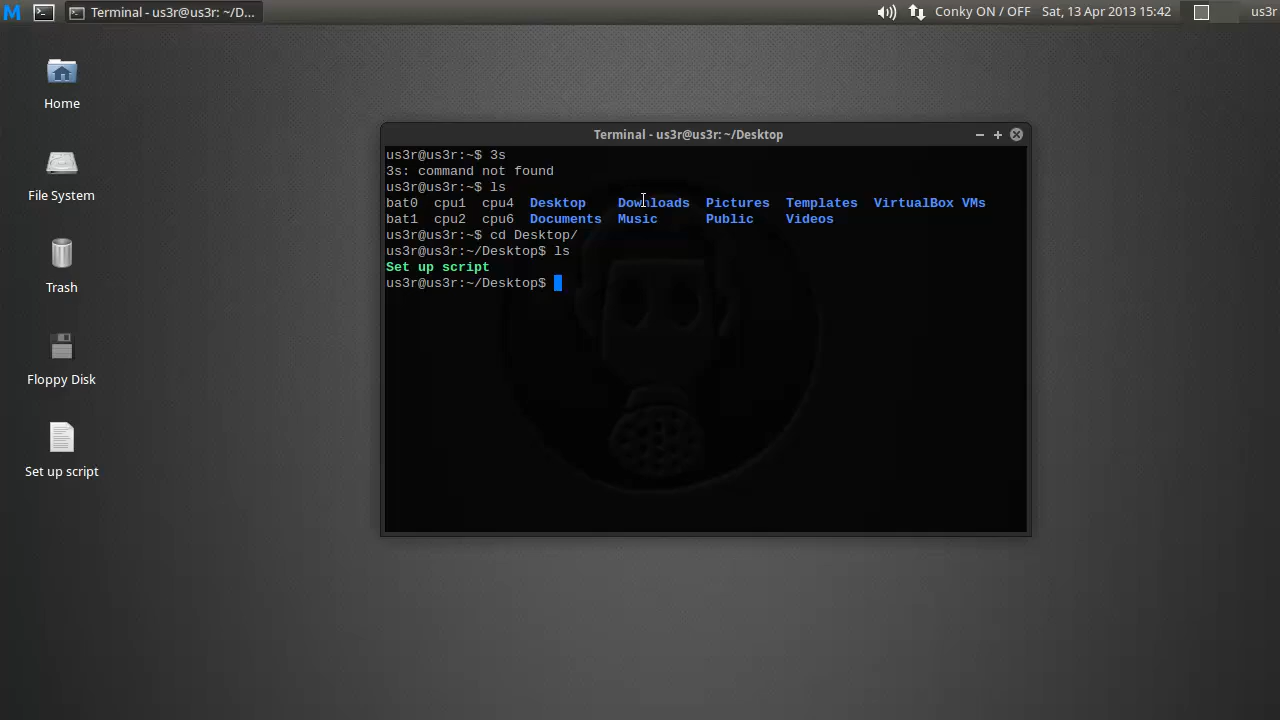 M Terminal - us3r@us3r: ~/D... Conky ON / OFF Sat, 13 Apr 2013 15:42 us3r
Home
File System
Trash
Floppy Disk
Set up script
Terminal - us3r@us3r: ~/Desktop
us3r@us3r:~$ 3s
3s: command not found
us3r@us3r:~$ ls
bat0 cpu1 cpu4 Desktop Downloads Pictures Templates VirtualBox VMs
bat1 cpu2 cpu6 Documents Music Public Videos
us3r@us3r:~$ cd Desktop/
us3r@us3r:~/Desktop$ ls
Set up script
us3r@us3r:~/Desktop$